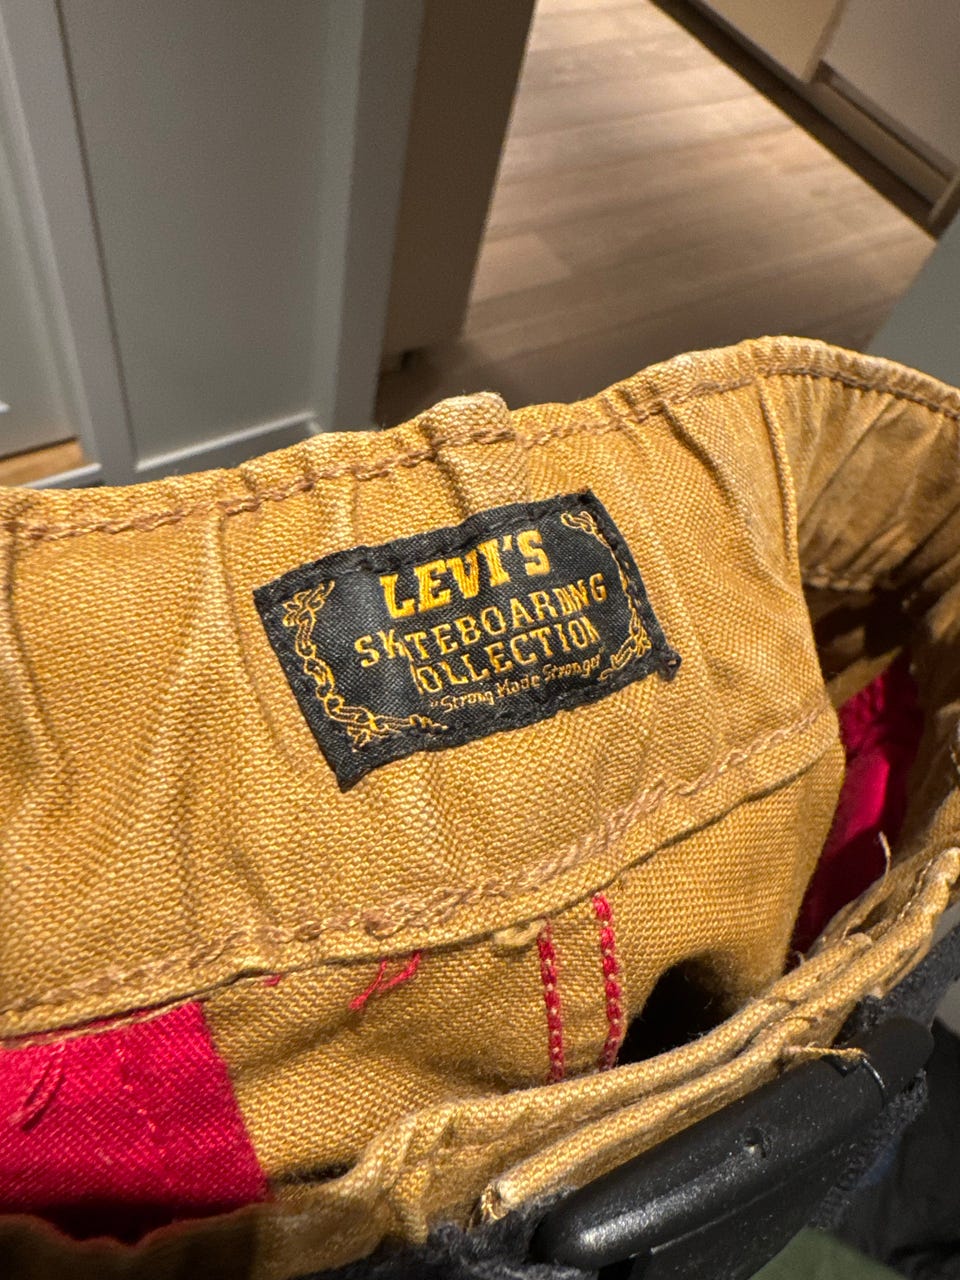 LEVI'S
SKATEBOARDING
COLLECTION
"Strong Made Stronger"